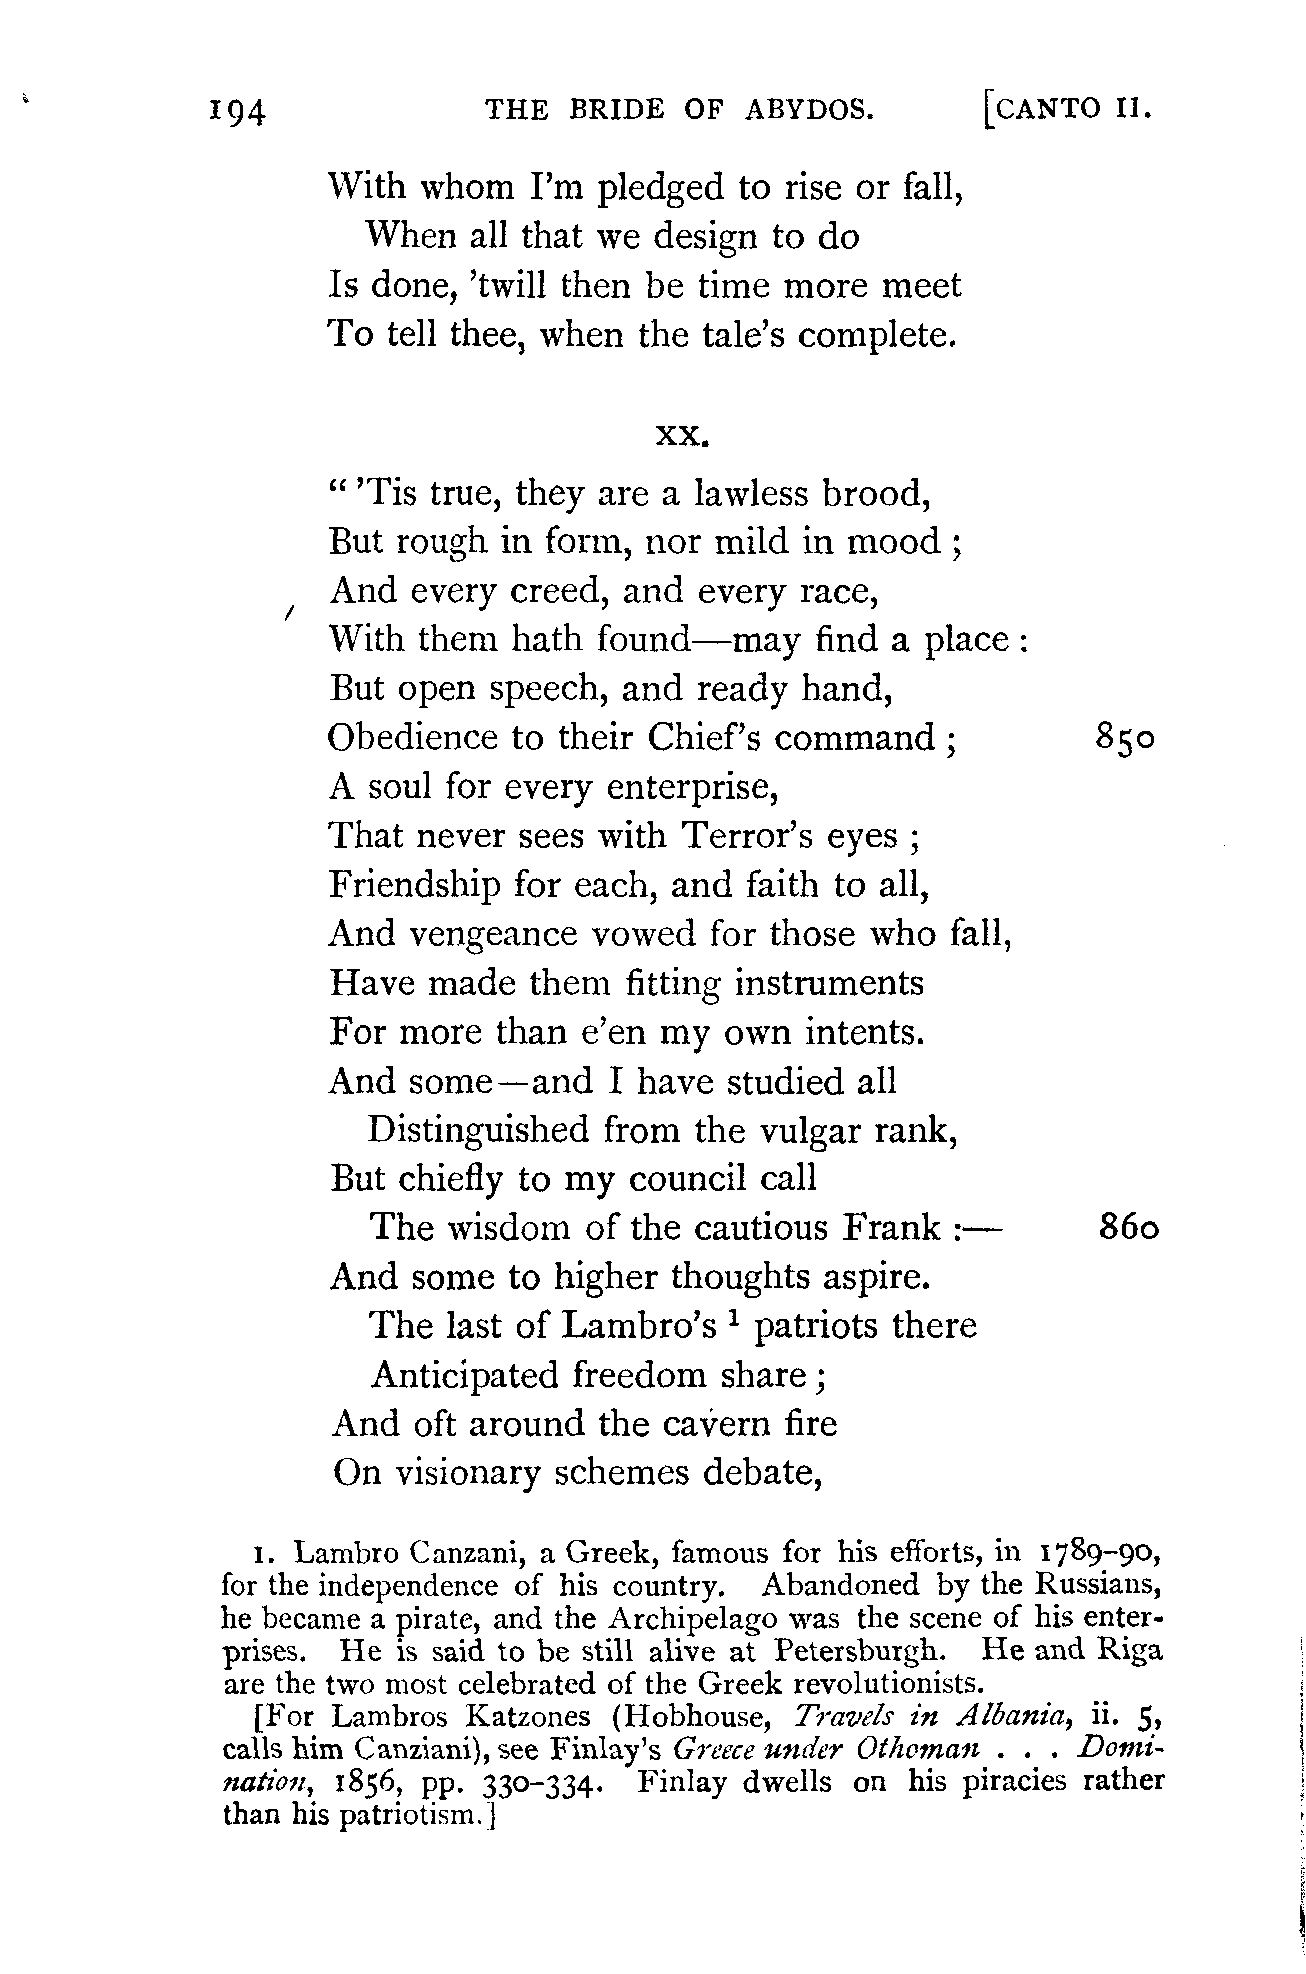 194 THE BRIDE OF ABYDOS. [CANTO II.
With whom I'm pledged to rise or fall,
When all that we design to do
Is done, 'twill then be time more meet
To tell thee, when the tale's complete.
XX.
" 'Tis true, they are a lawless brood,
But rough in form, nor mild in mood ;
And every creed, and every race,
With them hath found—may find a place :
But open speech, and ready hand,
Obedience to their Chief's command ; 850
A soul for every enterprise,
That never sees with Terror's eyes ;
Friendship for each, and faith to all,
And vengeance vowed for those who fall,
Have made them fitting instruments
For more than e'en my own intents.
And some—and I have studied all
Distinguished from the vulgar rank,
But chiefly to my council call
The wisdom of the cautious Frank :— 860
And some to higher thoughts aspire.
The last of Lambro's ¹ patriots there
Anticipated freedom share ;
And oft around the cavern fire
On visionary schemes debate,
1. Lambro Canzani, a Greek, famous for his efforts, in 1789-90,
for the independence of his country. Abandoned by the Russians,
he became a pirate, and the Archipelago was the scene of his enter-
prises. He is said to be still alive at Petersburgh. He and Riga
are the two most celebrated of the Greek revolutionists.
[For Lambros Katzones (Hobhouse, Travels in Albania, ii. 5,
calls him Canziani), see Finlay's Greece under Othoman . . . Domi-
nation, 1856, pp. 330-334. Finlay dwells on his piracies rather
than his patriotism.]